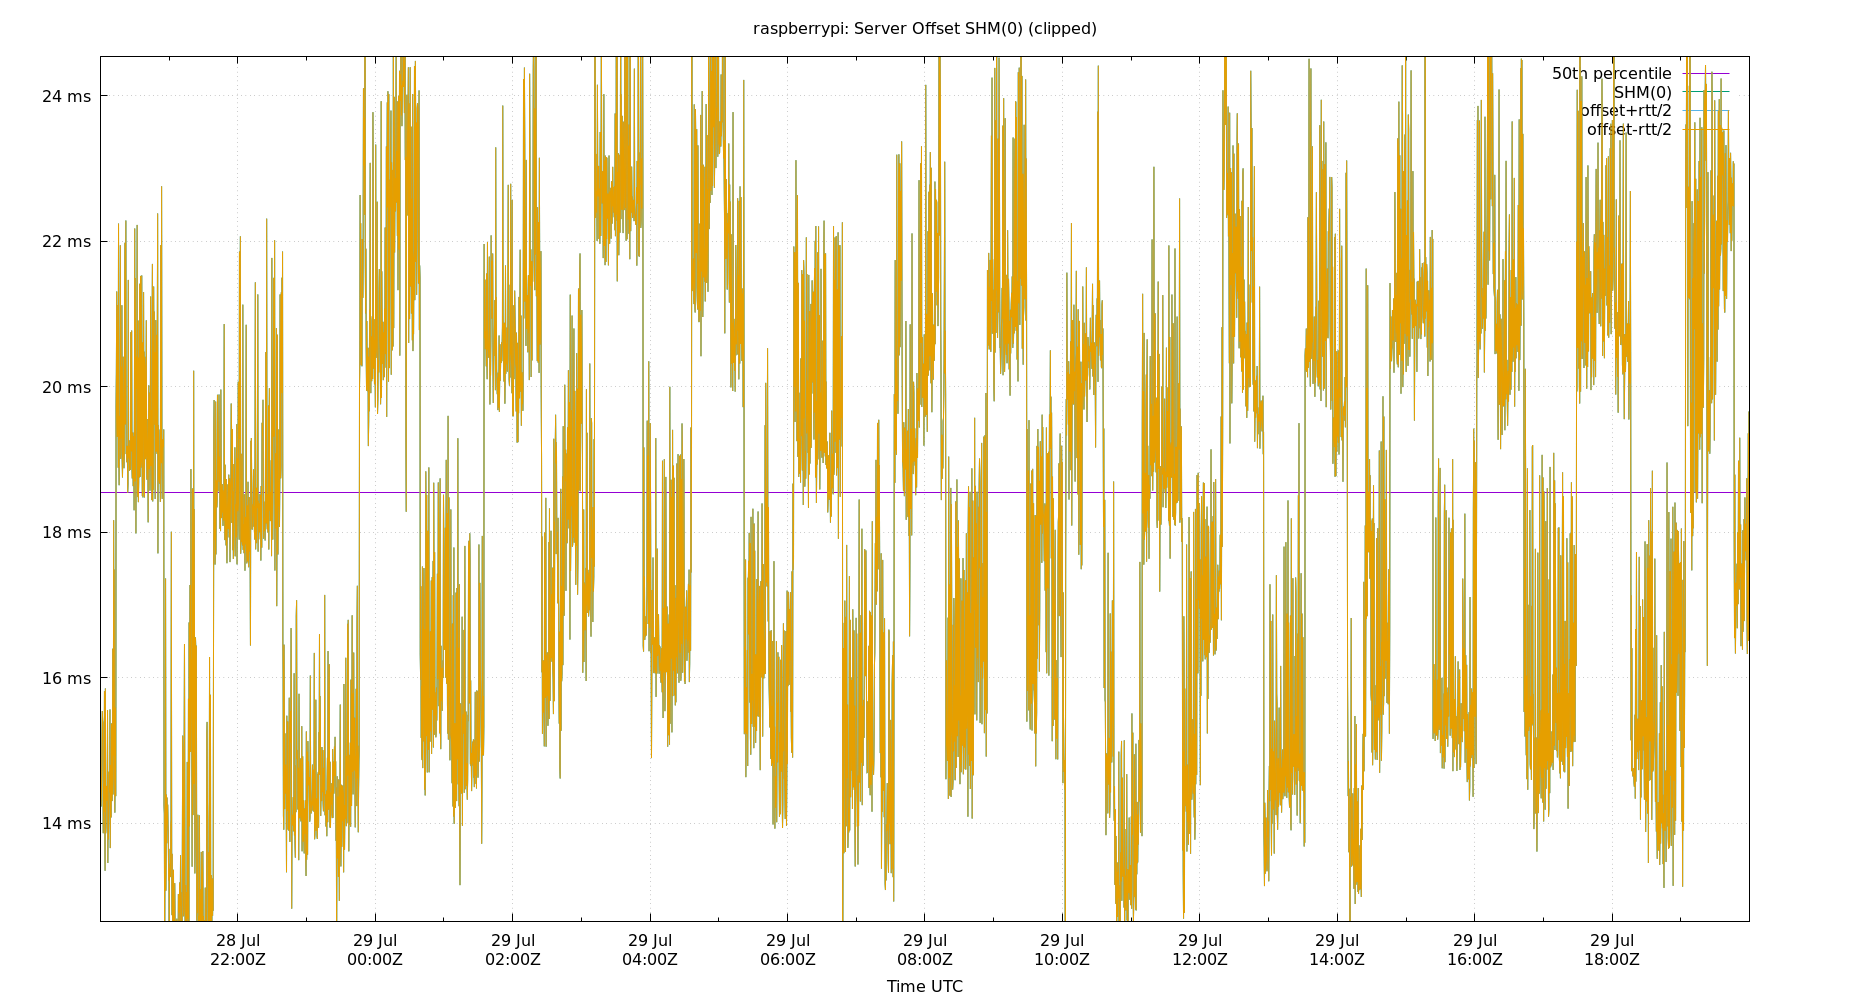 raspberrypi: Server Offset SHM(0) (clipped)
50th percentile
SHM(0)
offset+rtt/2
offset-rtt/2
24 ms
22 ms
20 ms
18 ms
16 ms
14 ms
28 Jul 29 Jul 29 Jul 29 Jul 29 Jul 29 Jul 29 Jul 29 Jul 29 Jul 29 Jul 29 Jul
22:00Z 00:00Z 02:00Z 04:00Z 06:00Z 08:00Z 10:00Z 12:00Z 14:00Z 16:00Z 18:00Z
Time UTC